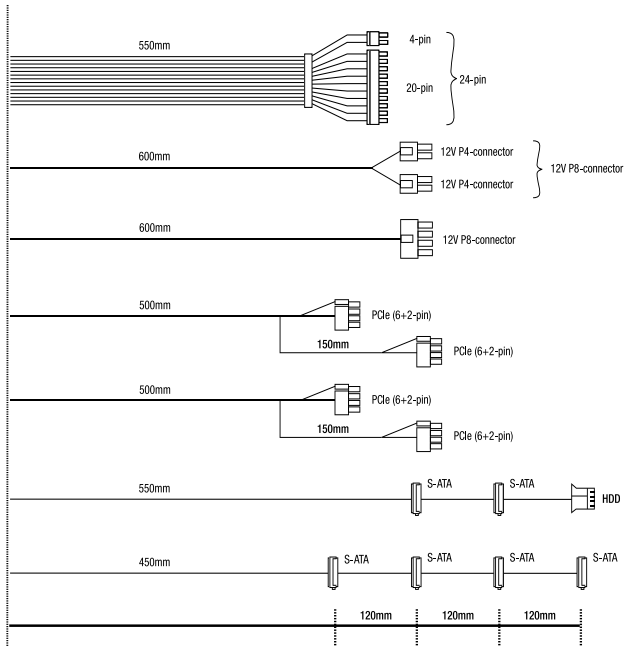 550mm
4-pin
20-pin
24-pin
600mm
12V P4-connector
12V P4-connector
12V P8-connector
600mm
12V P8-connector
500mm
PCIe (6+2-pin)
150mm
PCIe (6+2-pin)
500mm
PCIe (6+2-pin)
150mm
PCIe (6+2-pin)
550mm
S-ATA
S-ATA
HDD
450mm
S-ATA
S-ATA
S-ATA
S-ATA
120mm
120mm
120mm